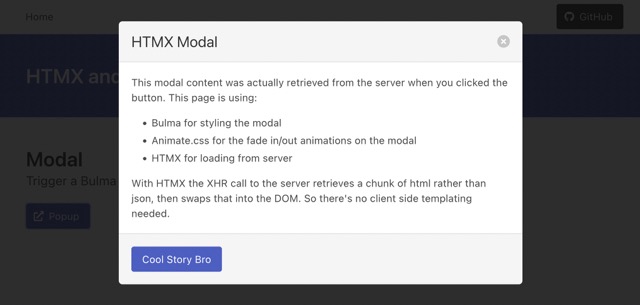 Home
GitHub
HTMX Modal
HTMX and
This modal content was actually retrieved from the server when you clicked the
button. This page is using:
Bulma for styling the modal
Animate.css for the fade in/out animations on the modal
HTMX for loading from server
With HTMX the XHR call to the server retrieves a chunk of html rather than
json, then swaps that into the DOM. So there's no client side templating
needed.
Modal
Trigger a Bulma
Popup
Cool Story Bro